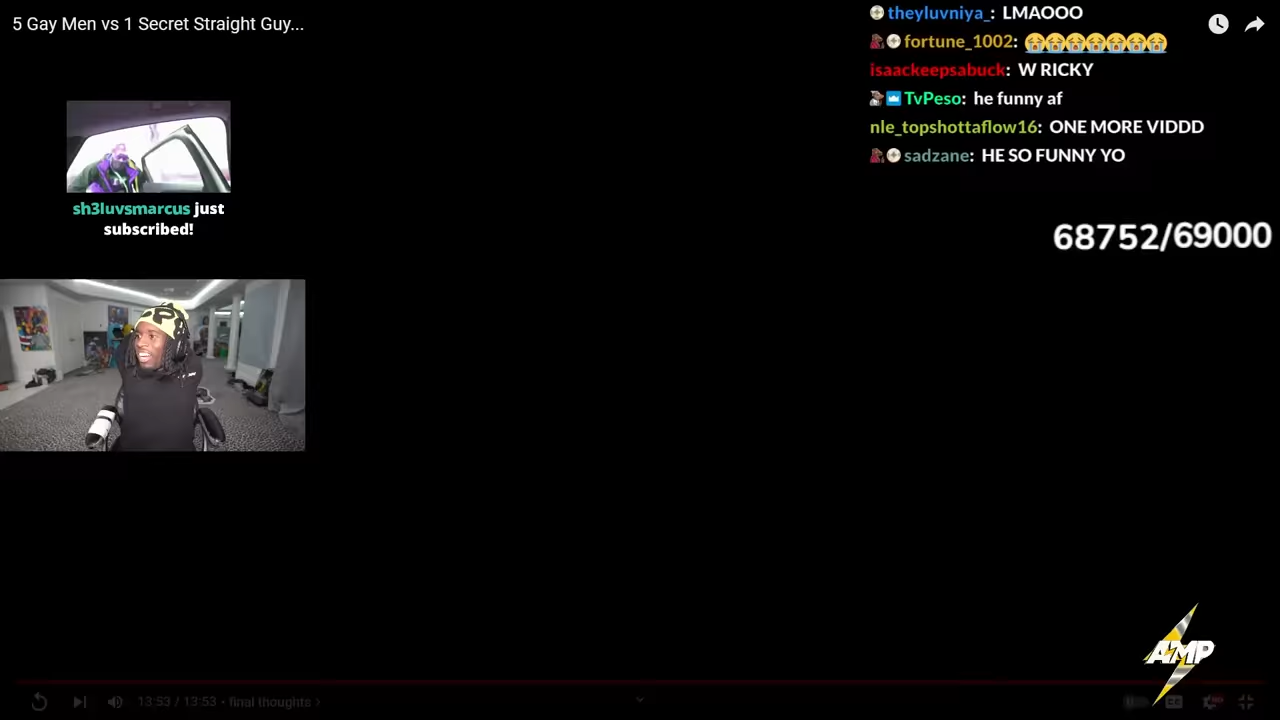 5 Gay Men vs 1 Secret Straight Guy...
theyluvniya_: LMAOOO
fortune_1002: 😭😭😭😭😭😭😭
isaackeepsabuck: W RICKY
TvPeso: he funny af
nle_topshottaflow16: ONE MORE VIDDD
sadzane: HE SO FUNNY YO
sh3luvsmarcus just
subscribed!
68752/69000
AMP
13:53 / 13:53 • final thoughts ›